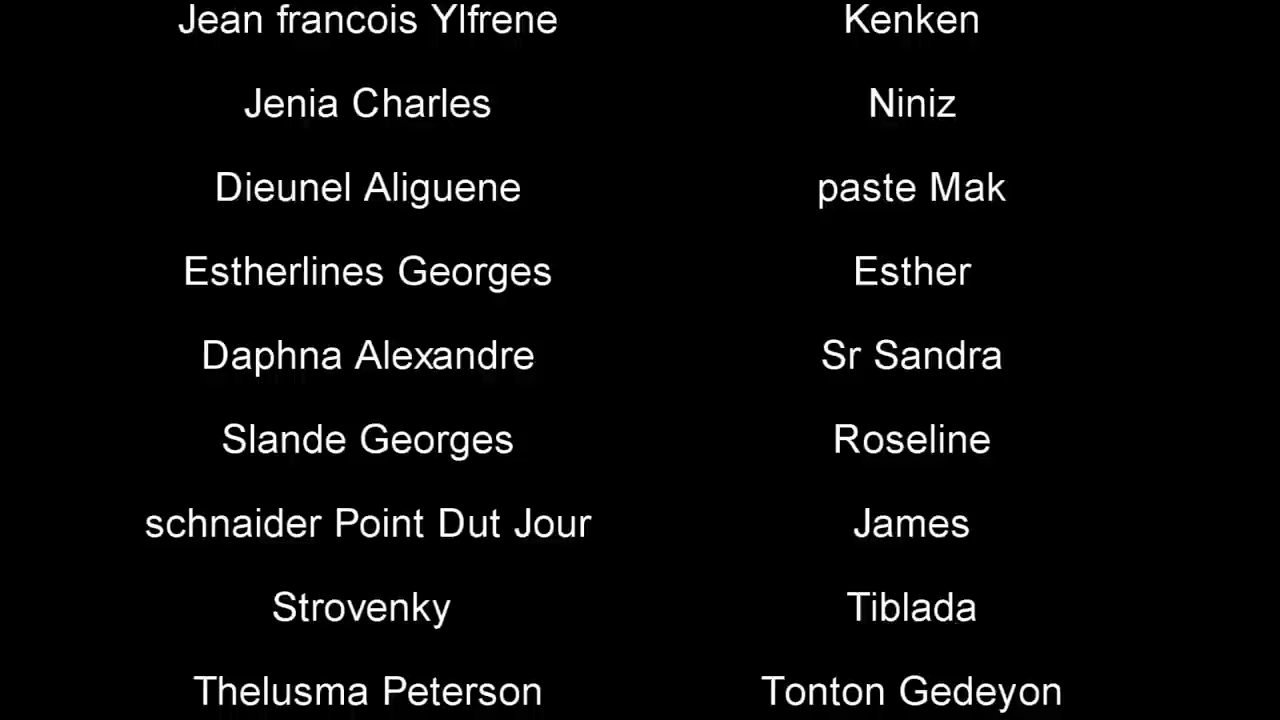 Jean francois Ylfrene Kenken
Jenia Charles Niniz
Dieunel Aliguene paste Mak
Estherlines Georges Esther
Daphna Alexandre Sr Sandra
Slande Georges Roseline
schnaider Point Dut Jour James
Strovenky Tiblada
Thelusma Peterson Tonton Gedeyon